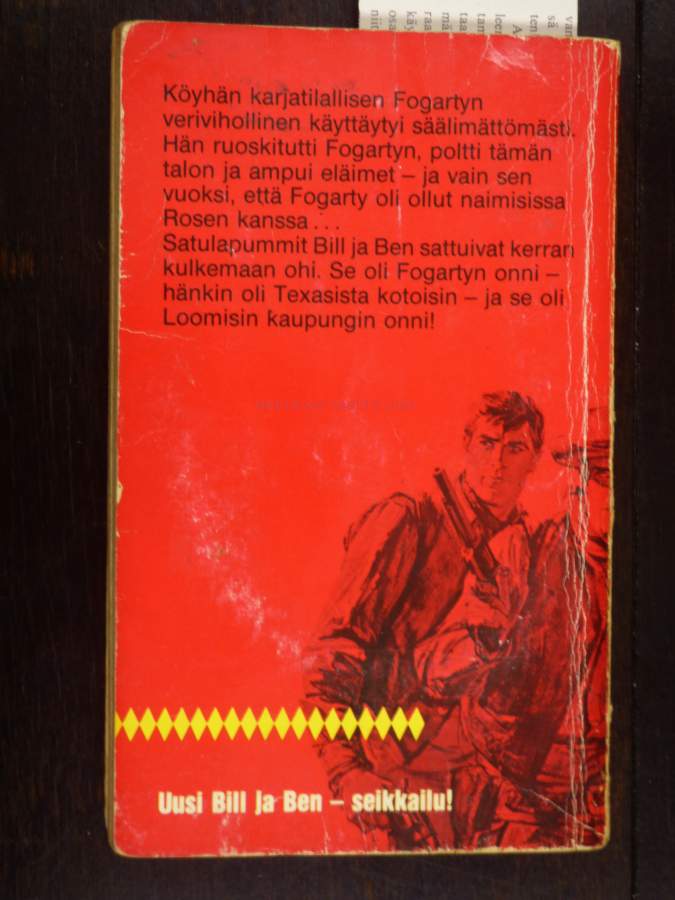 Köyhän karjatilallisen Fogartyn
verivihollinen käyttäytyi säälimättömästi.
Hän ruoskitutti Fogartyn, poltti tämän
talon ja ampui eläimet – ja vain sen
vuoksi, että Fogarty oli ollut naimisissa
Rosen kanssa...
Satulapummit Bill ja Ben sattuivat kerran
kulkemaan ohi. Se oli Fogartyn onni –
hänkin oli Texasista kotoisin – ja se oli
Loomisin kaupungin onni!
Uusi Bill ja Ben – seikkailu!